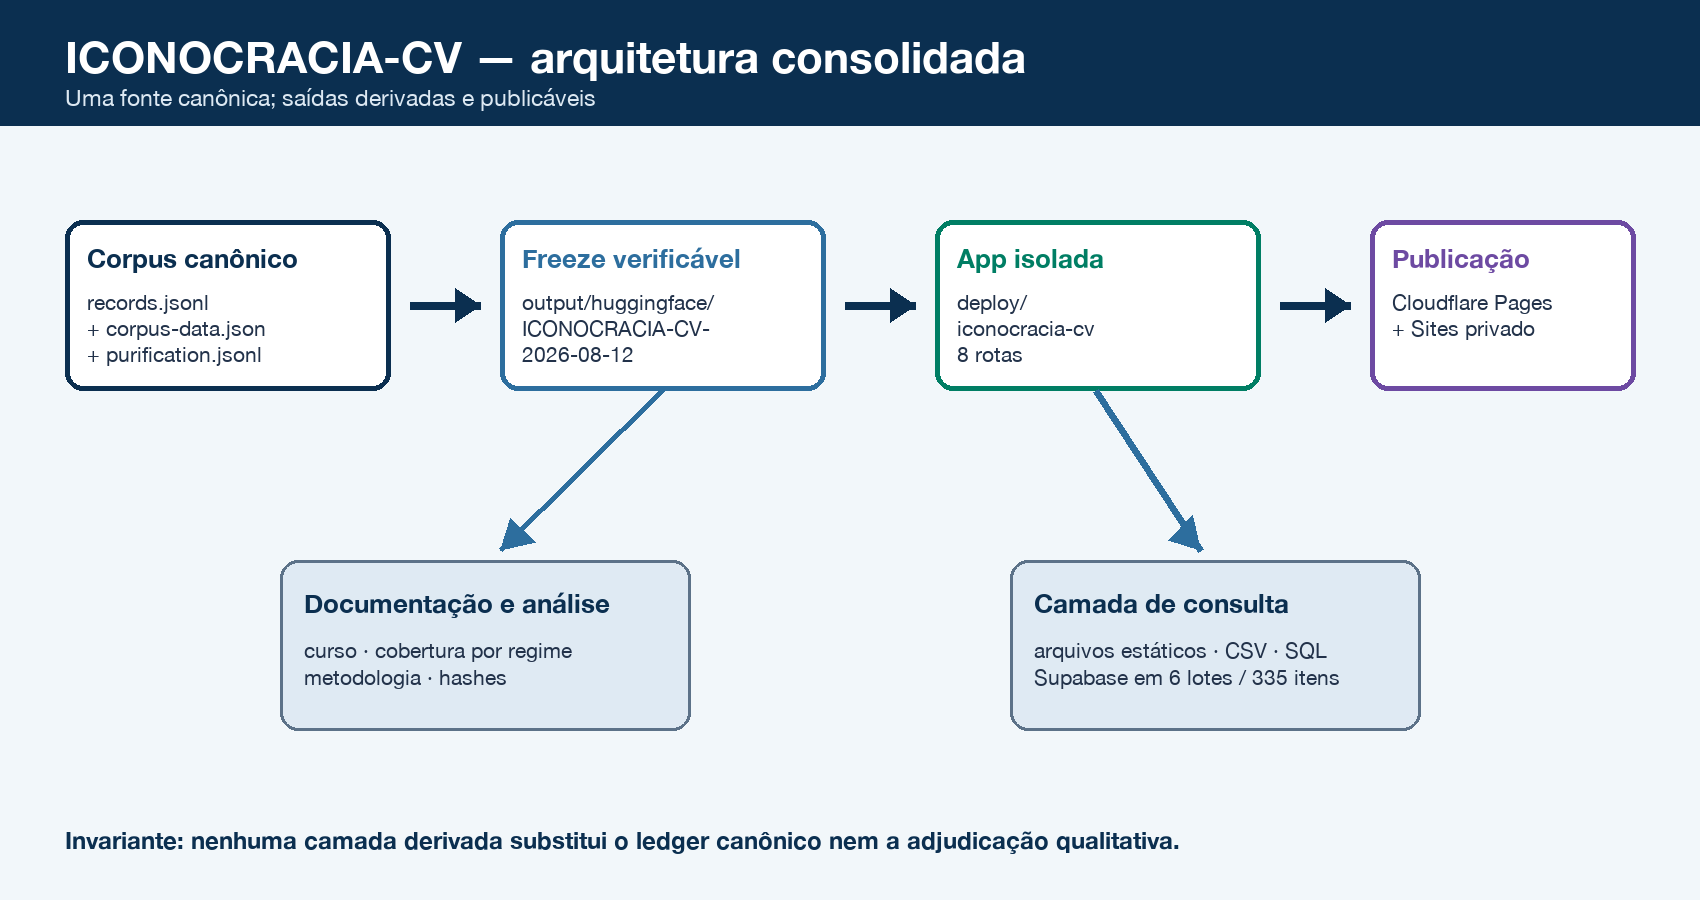 ICONOCRACIA-CV — arquitetura consolidada
Uma fonte canônica; saídas derivadas e publicáveis
Corpus canônico
records.jsonl
+ corpus-data.json
+ purification.jsonl
Freeze verificável
output/huggingface/
ICONOCRACIA-CV-
2026-08-12
App isolada
deploy/
iconocracia-cv
8 rotas
Publicação
Cloudflare Pages
+ Sites privado
Documentação e análise
curso · cobertura por regime
metodologia · hashes
Camada de consulta
arquivos estáticos · CSV · SQL
Supabase em 6 lotes / 335 itens
Invariante: nenhuma camada derivada substitui o ledger canônico nem a adjudicação qualitativa.